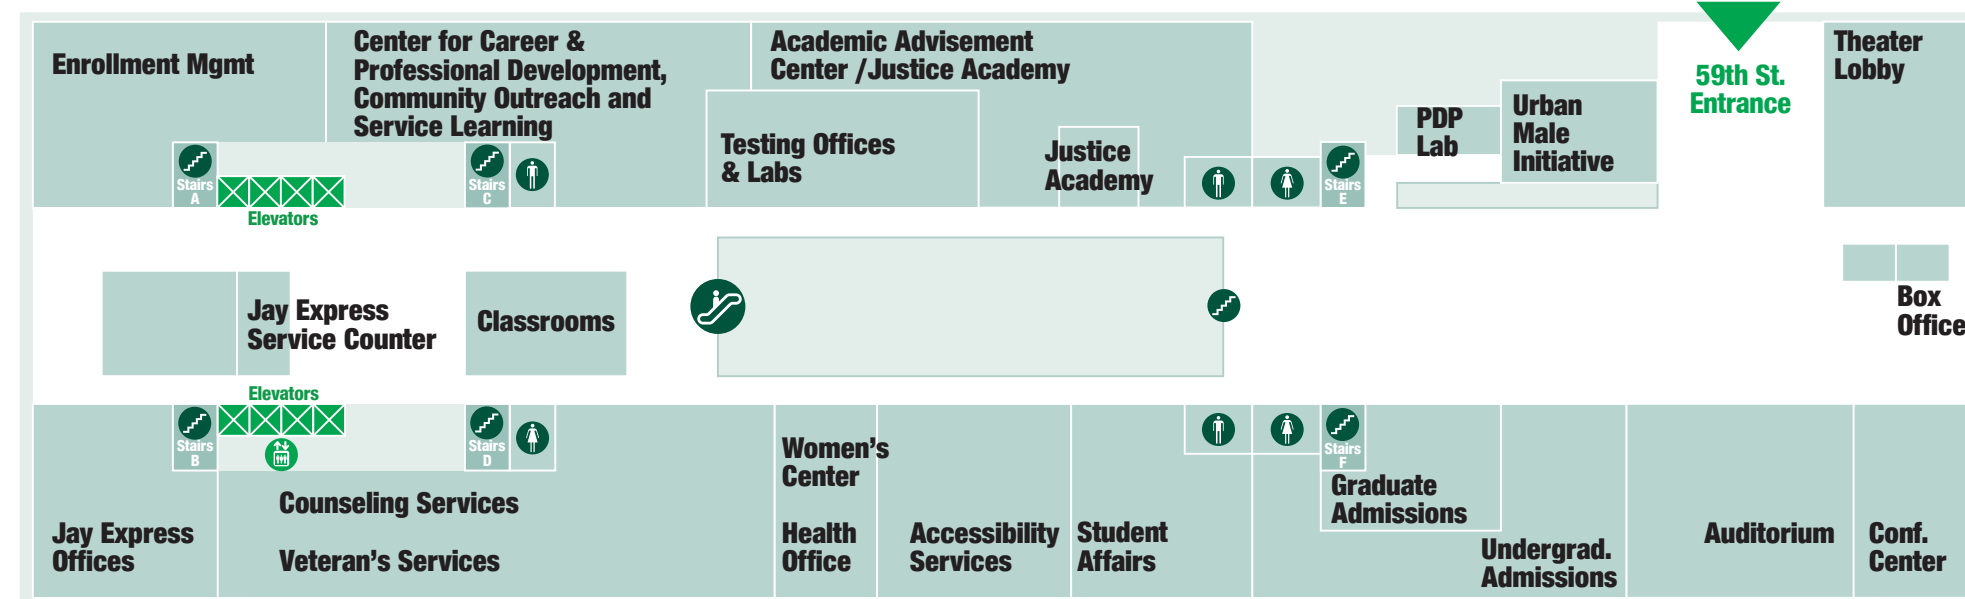 Enrollment Mgmt
Center for Career &
Professional Development,
Community Outreach and
Service Learning
Academic Advisement
Center /Justice Academy
Testing Offices
& Labs
Justice
Academy
PDP
Lab
Urban
Male
Initiative
59th St.
Entrance
Theater
Lobby
Stairs
A
Elevators
Stairs
C
Stairs
E
Jay Express
Service Counter
Classrooms
Box
Office
Elevators
Stairs
B
Stairs
D
Stairs
F
Jay Express
Offices
Counseling Services
Veteran's Services
Women's
Center
Health
Office
Accessibility
Services
Student
Affairs
Graduate
Admissions
Undergrad.
Admissions
Auditorium
Conf.
Center